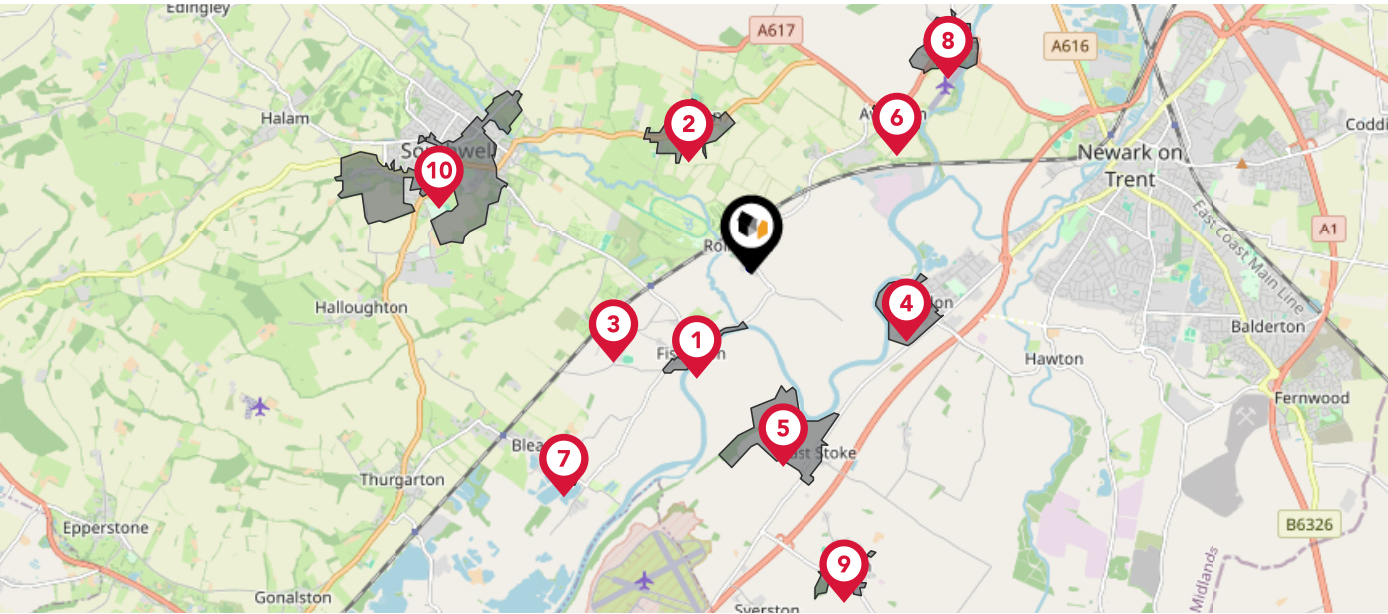 Edingley
A617
8
A616
Halam
2
6
Coddi
Newark on
Trent
10
East Coast Main Line
A1
Halloughton
3
4
1
Balderton
Hawton
Fernwood
5
7
Stoke
Thurgarton
Epperstone
B6326
9
Midlands
Gonalston
Syerston